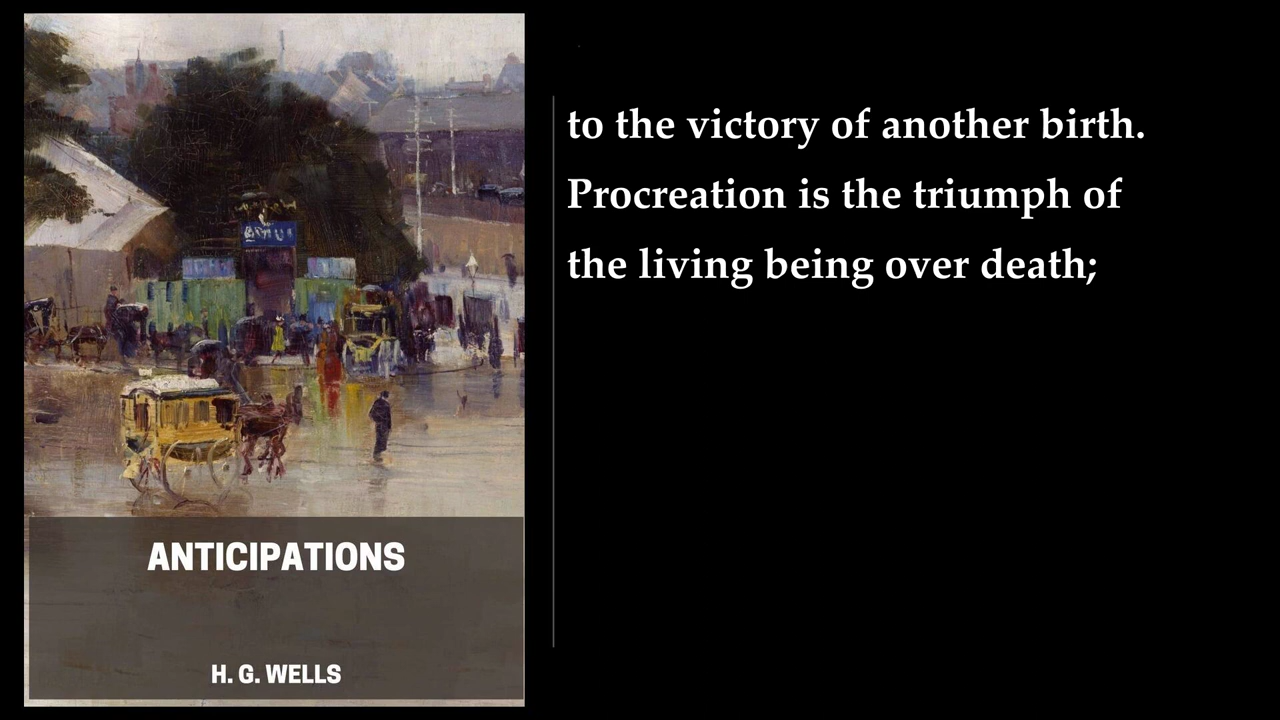 to the victory of another birth.
Procreation is the triumph of
the living being over death;
ANTICIPATIONS
H. G. WELLS